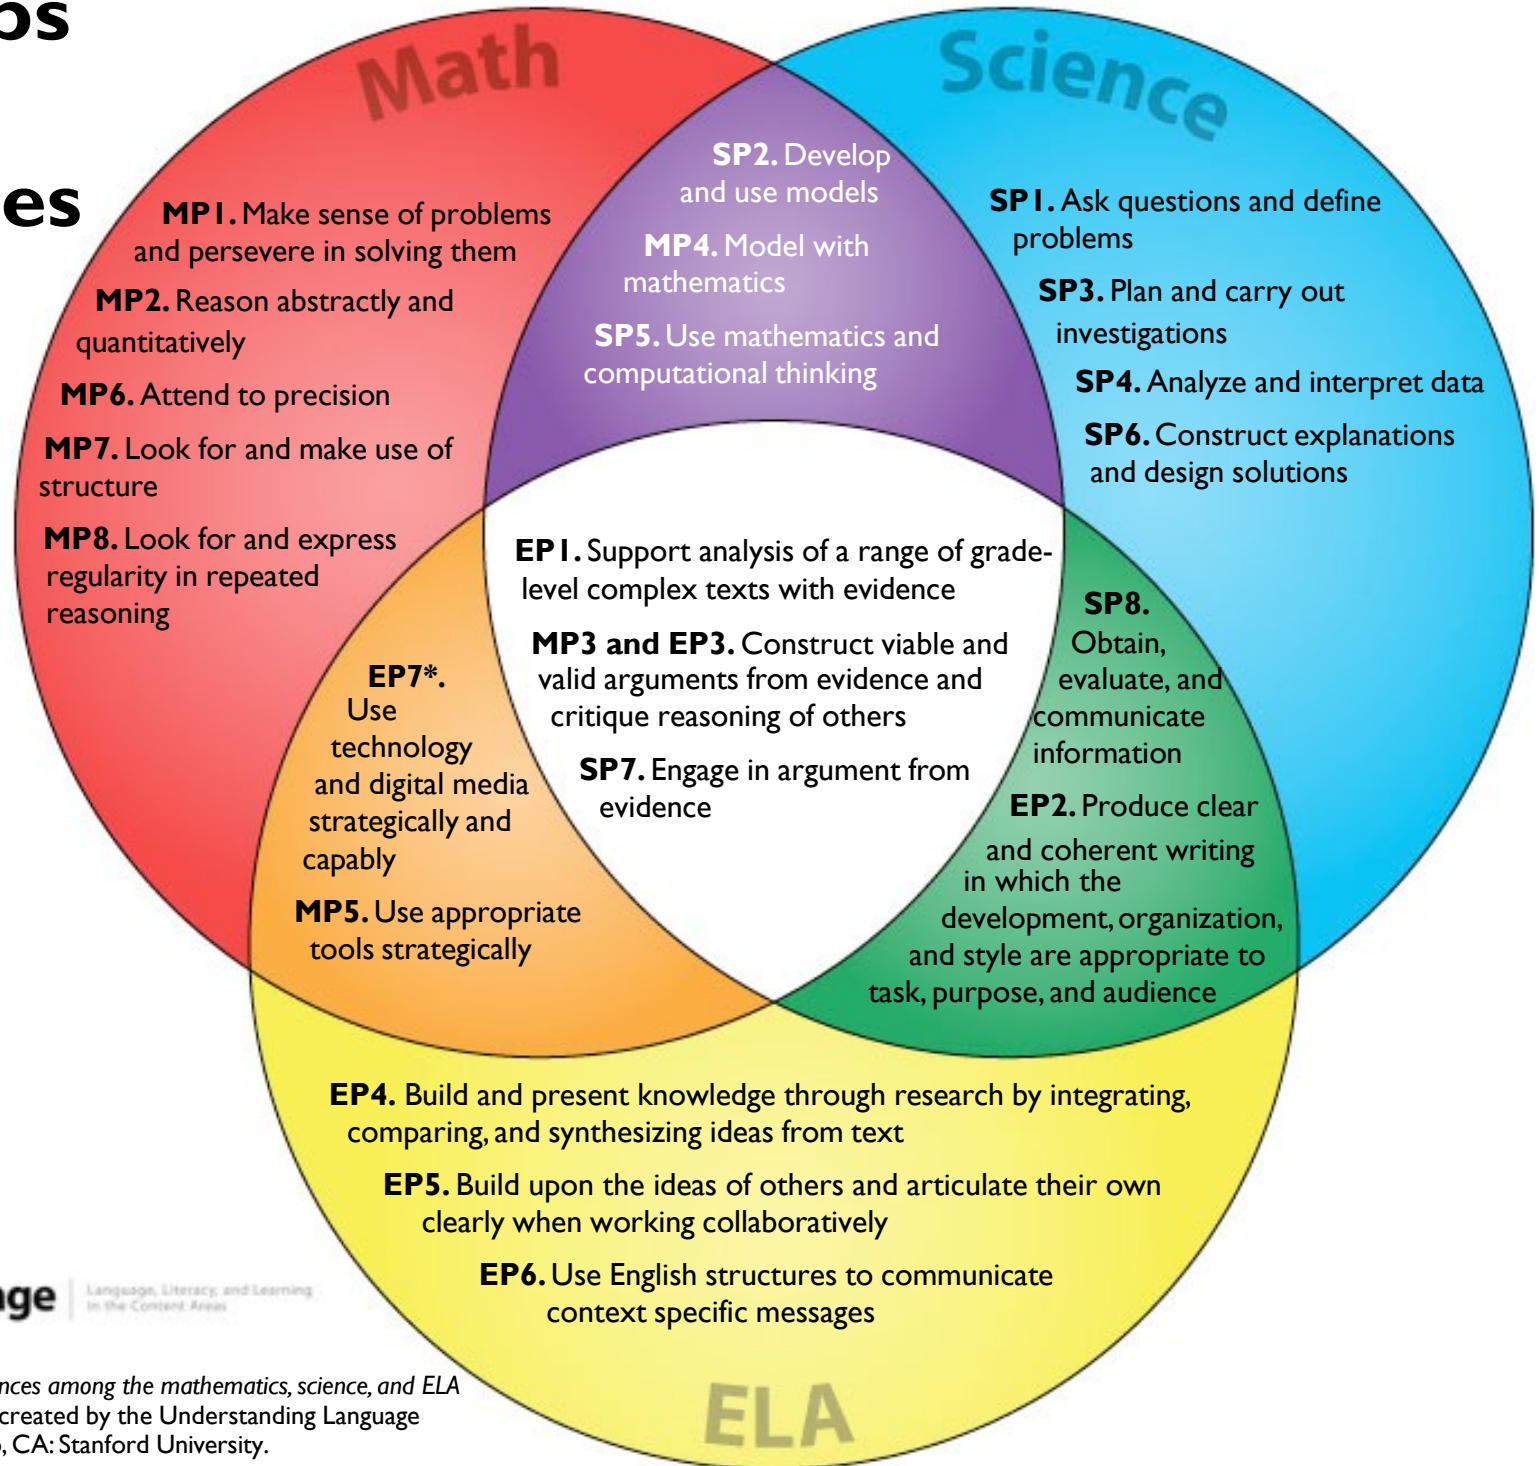 bs
es
Math
MP1. Make sense of problems
and persevere in solving them
MP2. Reason abstractly and
quantitatively
MP6. Attend to precision
MP7. Look for and make use of
structure
MP8. Look for and express
regularity in repeated
reasoning
SP2. Develop
and use models
MP4. Model with
mathematics
SP5. Use mathematics and
computational thinking
Science
SP1. Ask questions and define
problems
SP3. Plan and carry out
investigations
SP4. Analyze and interpret data
SP6. Construct explanations
and design solutions
EP1. Support analysis of a range of grade-
level complex texts with evidence
MP3 and EP3. Construct viable and
valid arguments from evidence and
critique reasoning of others
SP7. Engage in argument from
evidence
EP7*.
Use
technology
and digital media
strategically and
capably
MP5. Use appropriate
tools strategically
SP8.
Obtain,
evaluate, and
communicate
information
EP2. Produce clear
and coherent writing
in which the
development, organization,
and style are appropriate to
task, purpose, and audience
EP4. Build and present knowledge through research by integrating,
comparing, and synthesizing ideas from text
EP5. Build upon the ideas of others and articulate their own
clearly when working collaboratively
EP6. Use English structures to communicate
context specific messages
ELA
age
Language, Literacy, and Learning
in the Content Areas
nces among the mathematics, science, and ELA
created by the Understanding Language
, CA: Stanford University.